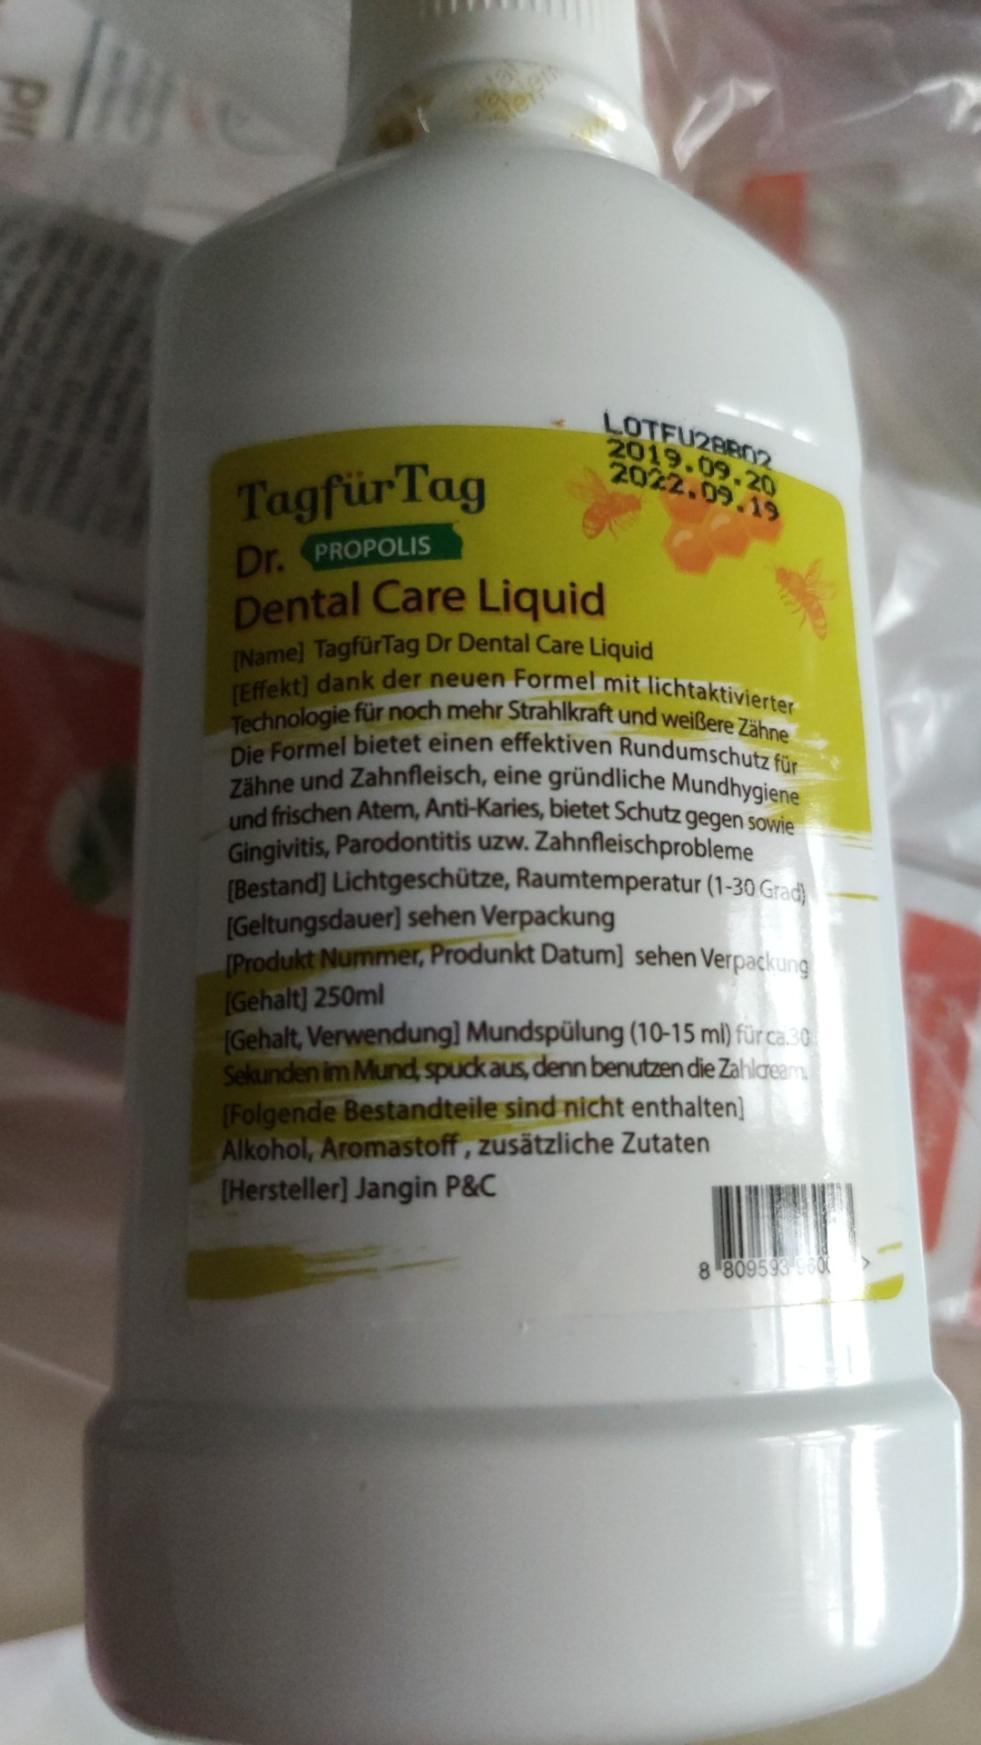 LOTFU28B02
2019.09.20
2022.09.19
TagfürTag
Dr. PROPOLIS
Dental Care Liquid
[Name] TagfürTag Dr Dental Care Liquid
[Effekt] dank der neuen Formel mit lichtaktivierter
Technologie für noch mehr Strahlkraft und weißere Zähne
Die Formel bietet einen effektiven Rundumschutz für
Zähne und Zahnfleisch, eine gründliche Mundhygiene
und frischen Atem, Anti-Karies, bietet Schutz gegen sowie
Gingivitis, Parodontitis uzw. Zahnfleischprobleme
[Bestand] Lichtgeschütze, Raumtemperatur (1-30 Grad)
[Geltungsdauer] sehen Verpackung
[Produkt Nummer, Produnkt Datum] sehen Verpackung
[Gehalt] 250ml
[Gehalt, Verwendung] Mundspülung (10-15 ml) für ca.30
Sekunden im Mund, spuck aus, denn benutzen die Zahlcream.
[Folgende Bestandteile sind nicht enthalten]
Alkohol, Aromastoff , zusätzliche Zutaten
[Hersteller] Jangin P&C
8 809593